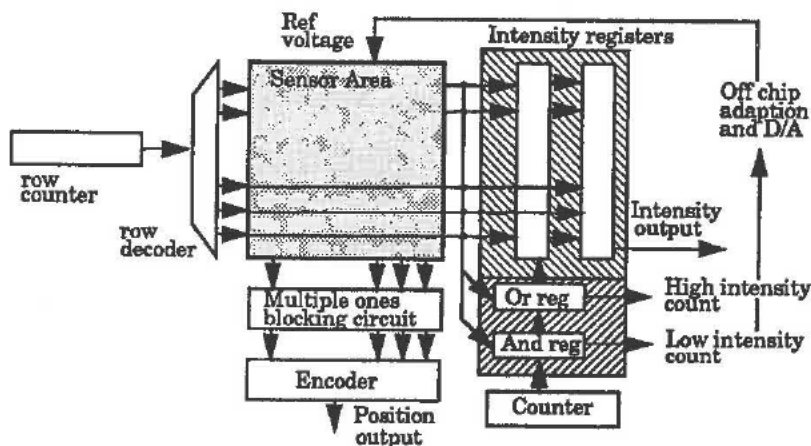 Ref
voltage
Intensity registers
Sensor Area
Off chip
adaption
and D/A
row
counter
row
decoder
Intensity
output
Multiple ones
blocking circuit
Or reg
High intensity
count
And reg
Low intensity
count
Encoder
Counter
Position
output